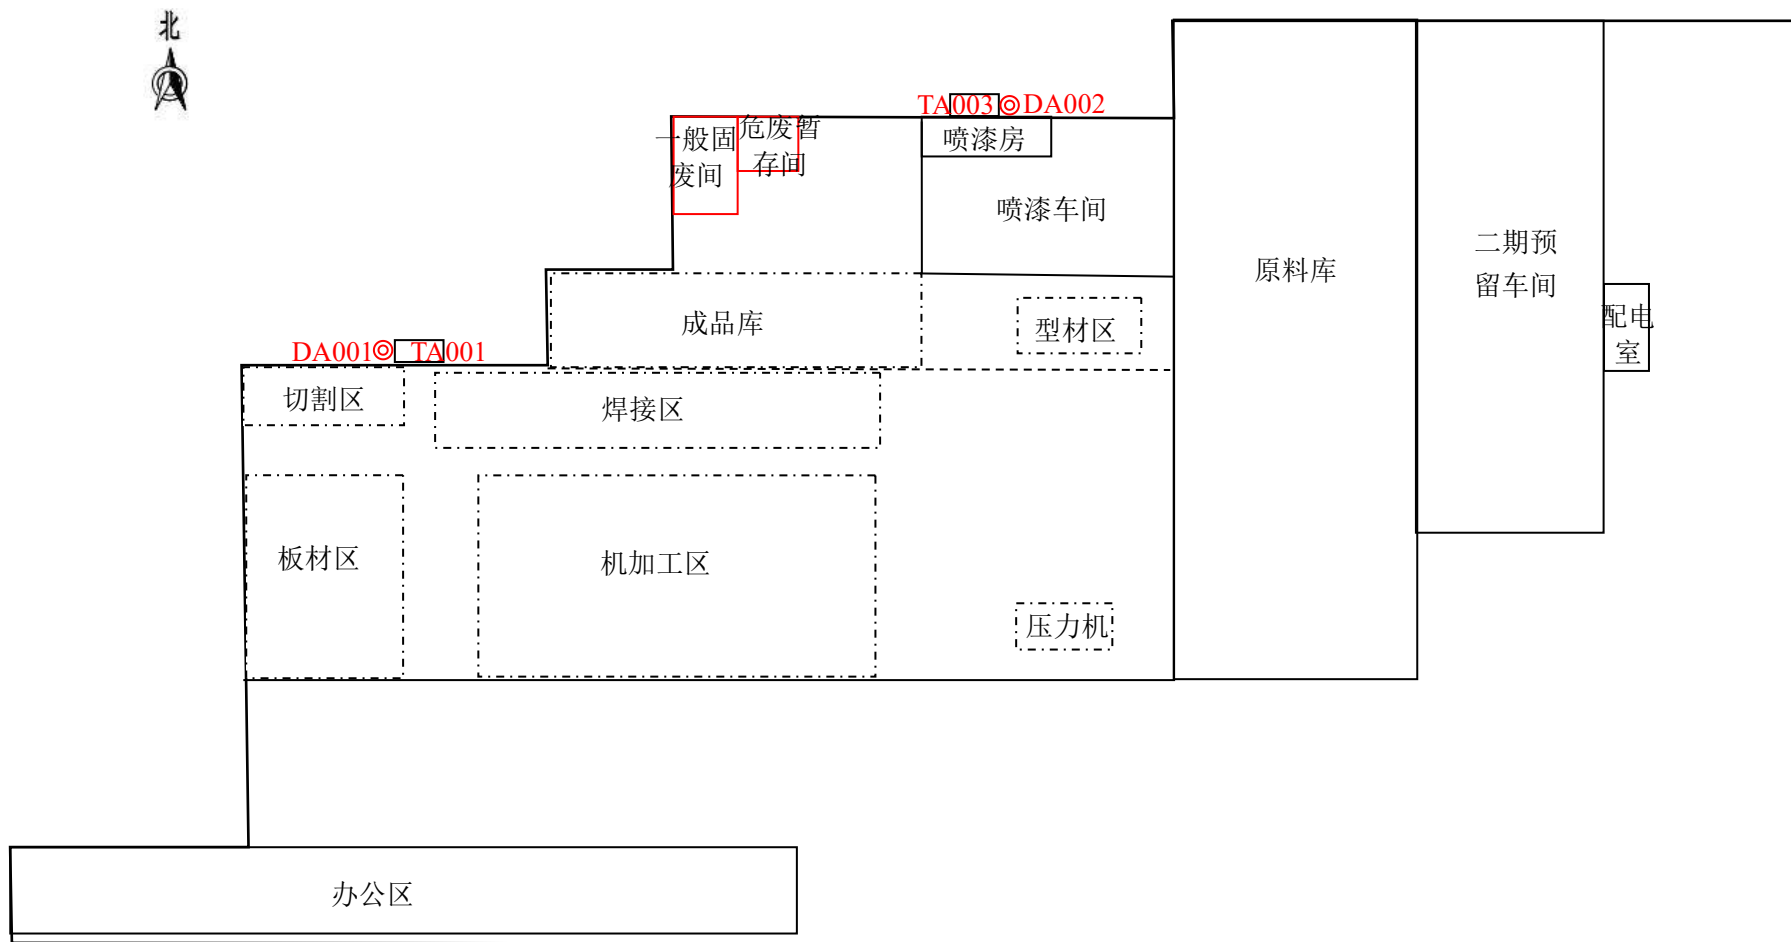 北
TA003 DA002
一般固
废间
危废暂
存间
喷漆房
喷漆车间
二期预
留车间
原料库
配电
室
成品库
型材区
DA001 TA001
切割区
焊接区
板材区
机加工区
压力机
办公区